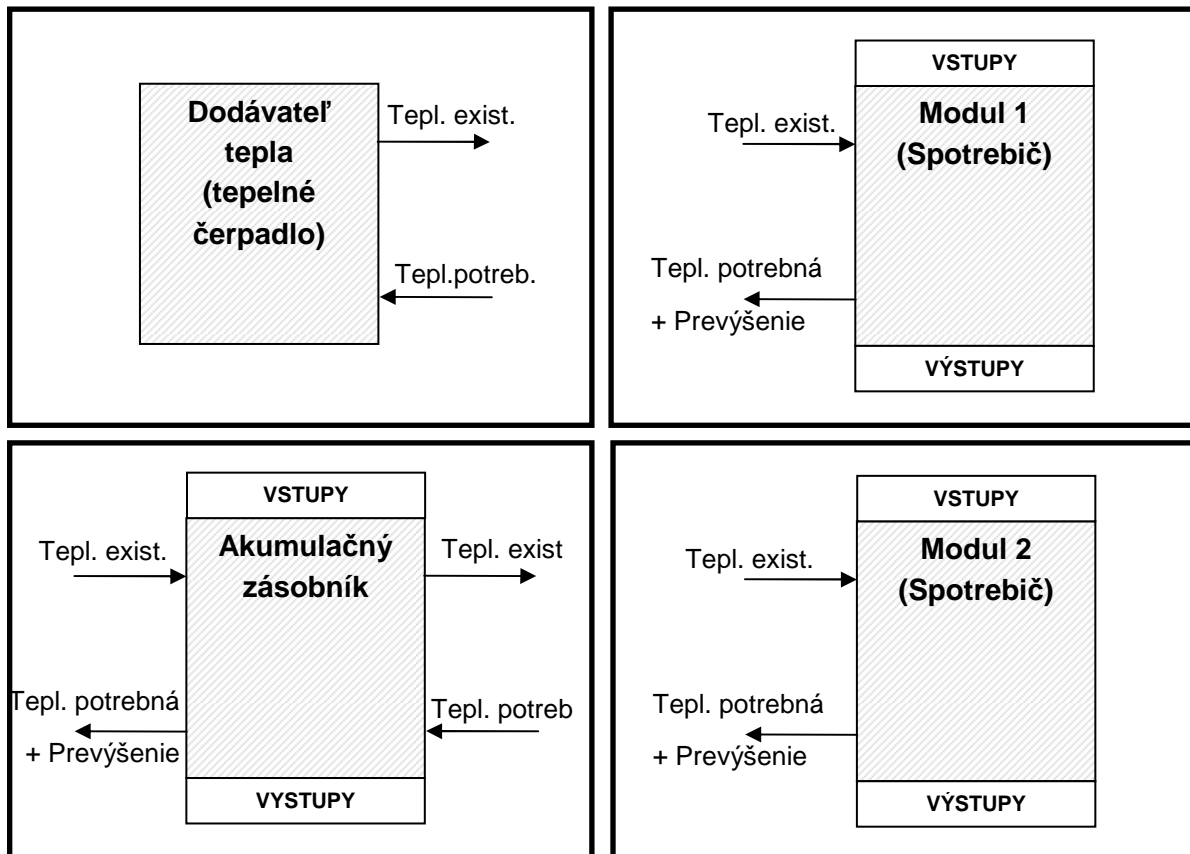 Dodávateľ
tepla
(tepelné
čerpadlo)
Tepl. exist.
Tepl.potreb.
VSTUPY
Modul 1
(Spotrebič)
Tepl. exist.
Tepl. potrebná
+ Prevýšenie
VÝSTUPY
VSTUPY
Akumulačný
zásobník
Tepl. exist.
Tepl. exist
Tepl. potrebná
+ Prevýšenie
Tepl. potreb
VYSTUPY
VSTUPY
Modul 2
(Spotrebič)
Tepl. exist.
Tepl. potrebná
+ Prevýšenie
VÝSTUPY